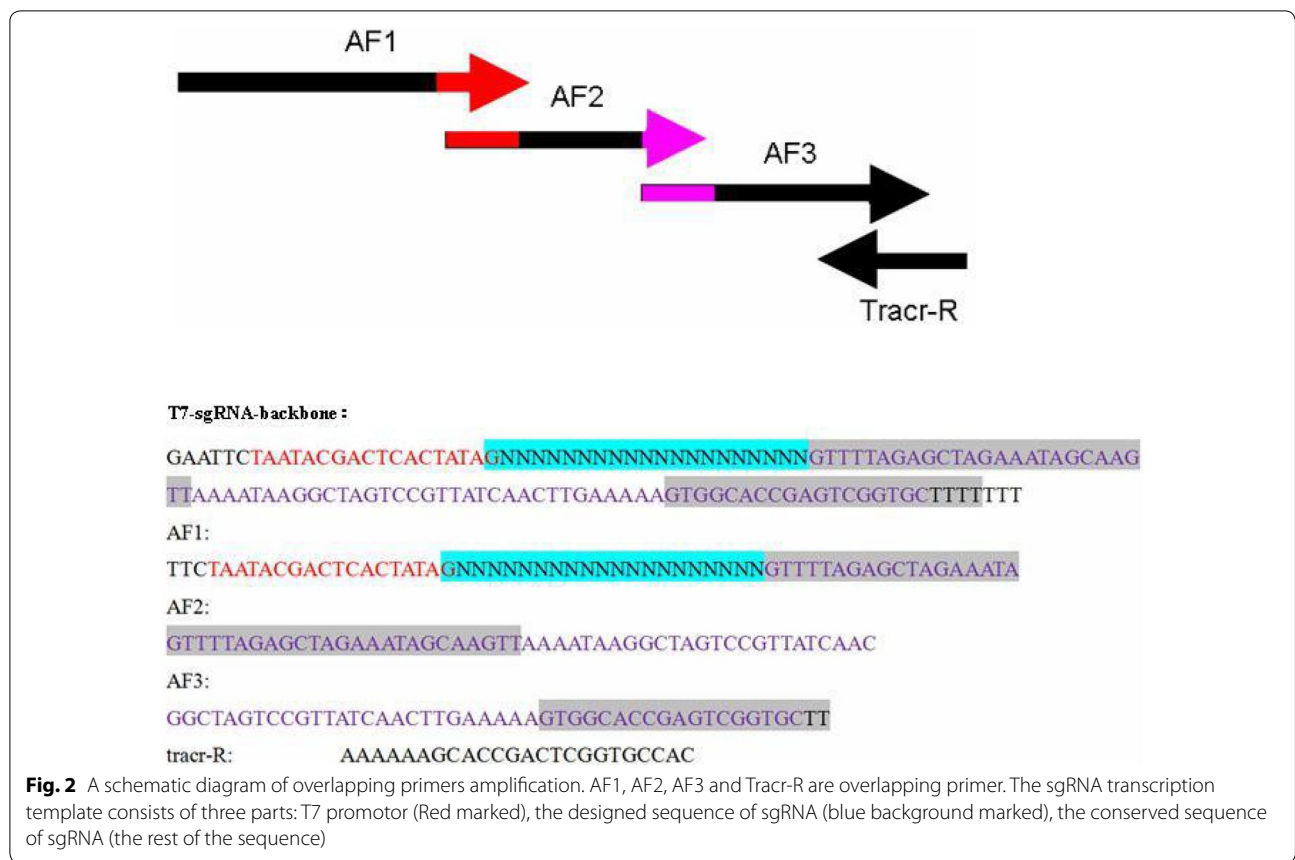 AF1
AF2
AF3
Tracr-R
T7-sgRNA-backbone:
GAATTCTAATACGACTCACTATAGNNNNNNNNNNNNNNNNNNNNGTTTTAGAGCTAGAAATAGCAAG
TTAAAATAAGGCTAGTCCGTTATCAACTTGAAAAAGTGGCACCGAGTCGGTGCTTTTTTT
AF1:
TTCTAATACGACTCACTATAGNNNNNNNNNNNNNNNNNNNNGTTTTAGAGCTAGAAATA
AF2:
GTTTTAGAGCTAGAAATAGCAAGTTAAAATAAGGCTAGTCCGTTATCAAC
AF3:
GGCTAGTCCGTTATCAACTTGAAAAAGTGGCACCGAGTCGGTGCTT
tracr-R: AAAAAAGCACCGACTCGGTGCCAC
Fig. 2 A schematic diagram of overlapping primers amplification. AF1, AF2, AF3 and Tracr-R are overlapping primer. The sgRNA transcription
template consists of three parts: T7 promotor (Red marked), the designed sequence of sgRNA (blue background marked), the conserved sequence
of sgRNA (the rest of the sequence)